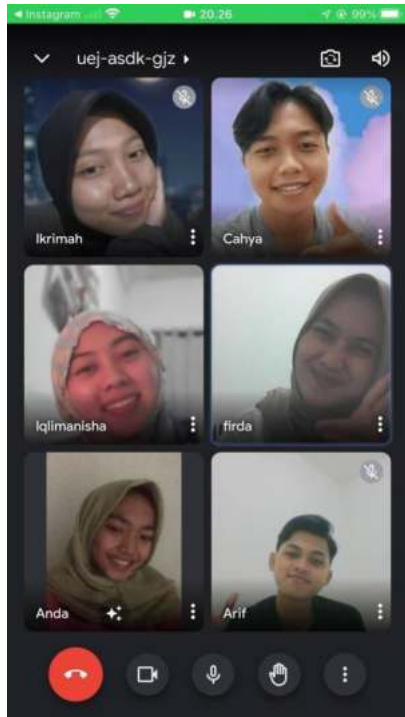 Instagram 20.26 99%
uej-asdk-gjz
Ikrimah Cahya
Iqlimanisha firda
Anda Arif